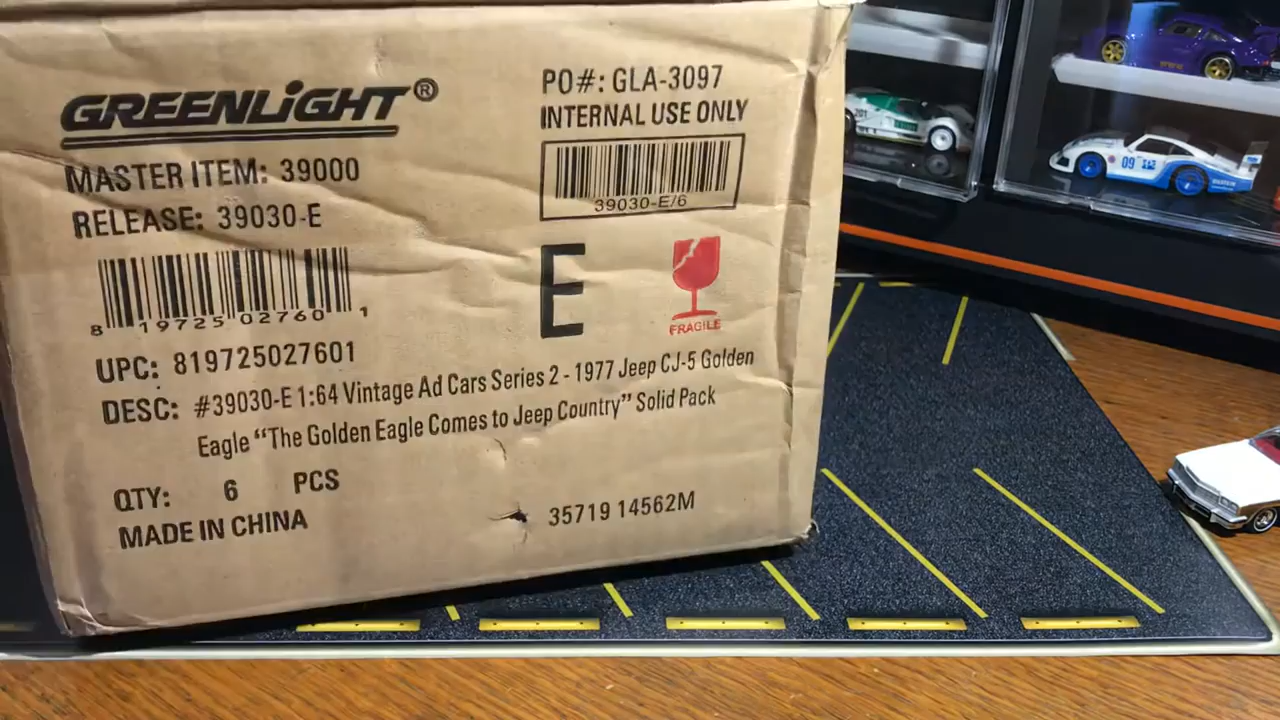 GREENLiGHT®
MASTER ITEM: 39000
RELEASE: 39030-E
8 19725 02760 1
UPC: 819725027601
DESC: #39030-E 1:64 Vintage Ad Cars Series 2 - 1977 Jeep CJ-5 Golden
Eagle “The Golden Eagle Comes to Jeep Country” Solid Pack
QTY: 6 PCS
MADE IN CHINA
PO#: GLA-3097
INTERNAL USE ONLY
39030-E/6
E
FRAGILE
35719 14562M
201
09